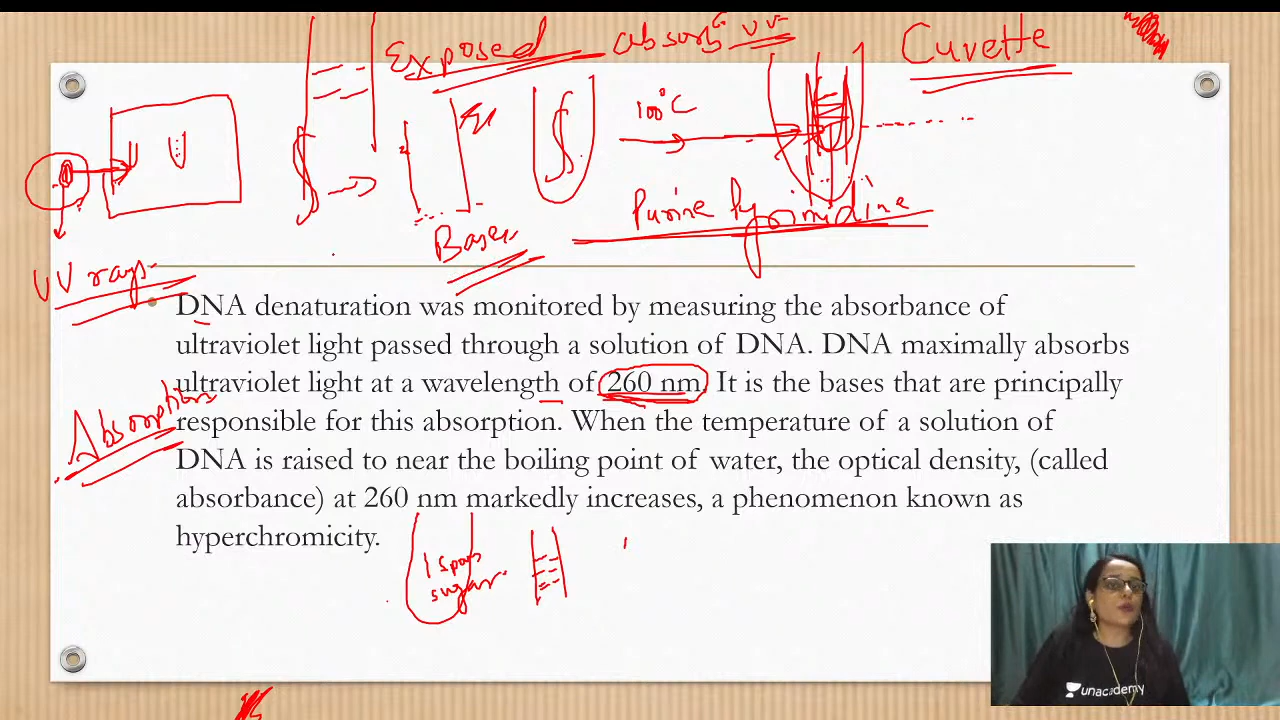 Exposed absorb UV
Cuvette
100°C
Purine Pyrimidine
Bases
UV rays
DNA denaturation was monitored by measuring the absorbance of
ultraviolet light passed through a solution of DNA. DNA maximally absorbs
ultraviolet light at a wavelength of 260 nm. It is the bases that are principally
Absorption
responsible for this absorption. When the temperature of a solution of
DNA is raised to near the boiling point of water, the optical density, (called
absorbance) at 260 nm markedly increases, a phenomenon known as
hyperchromicity.
1 spoon
sugar
unacademy